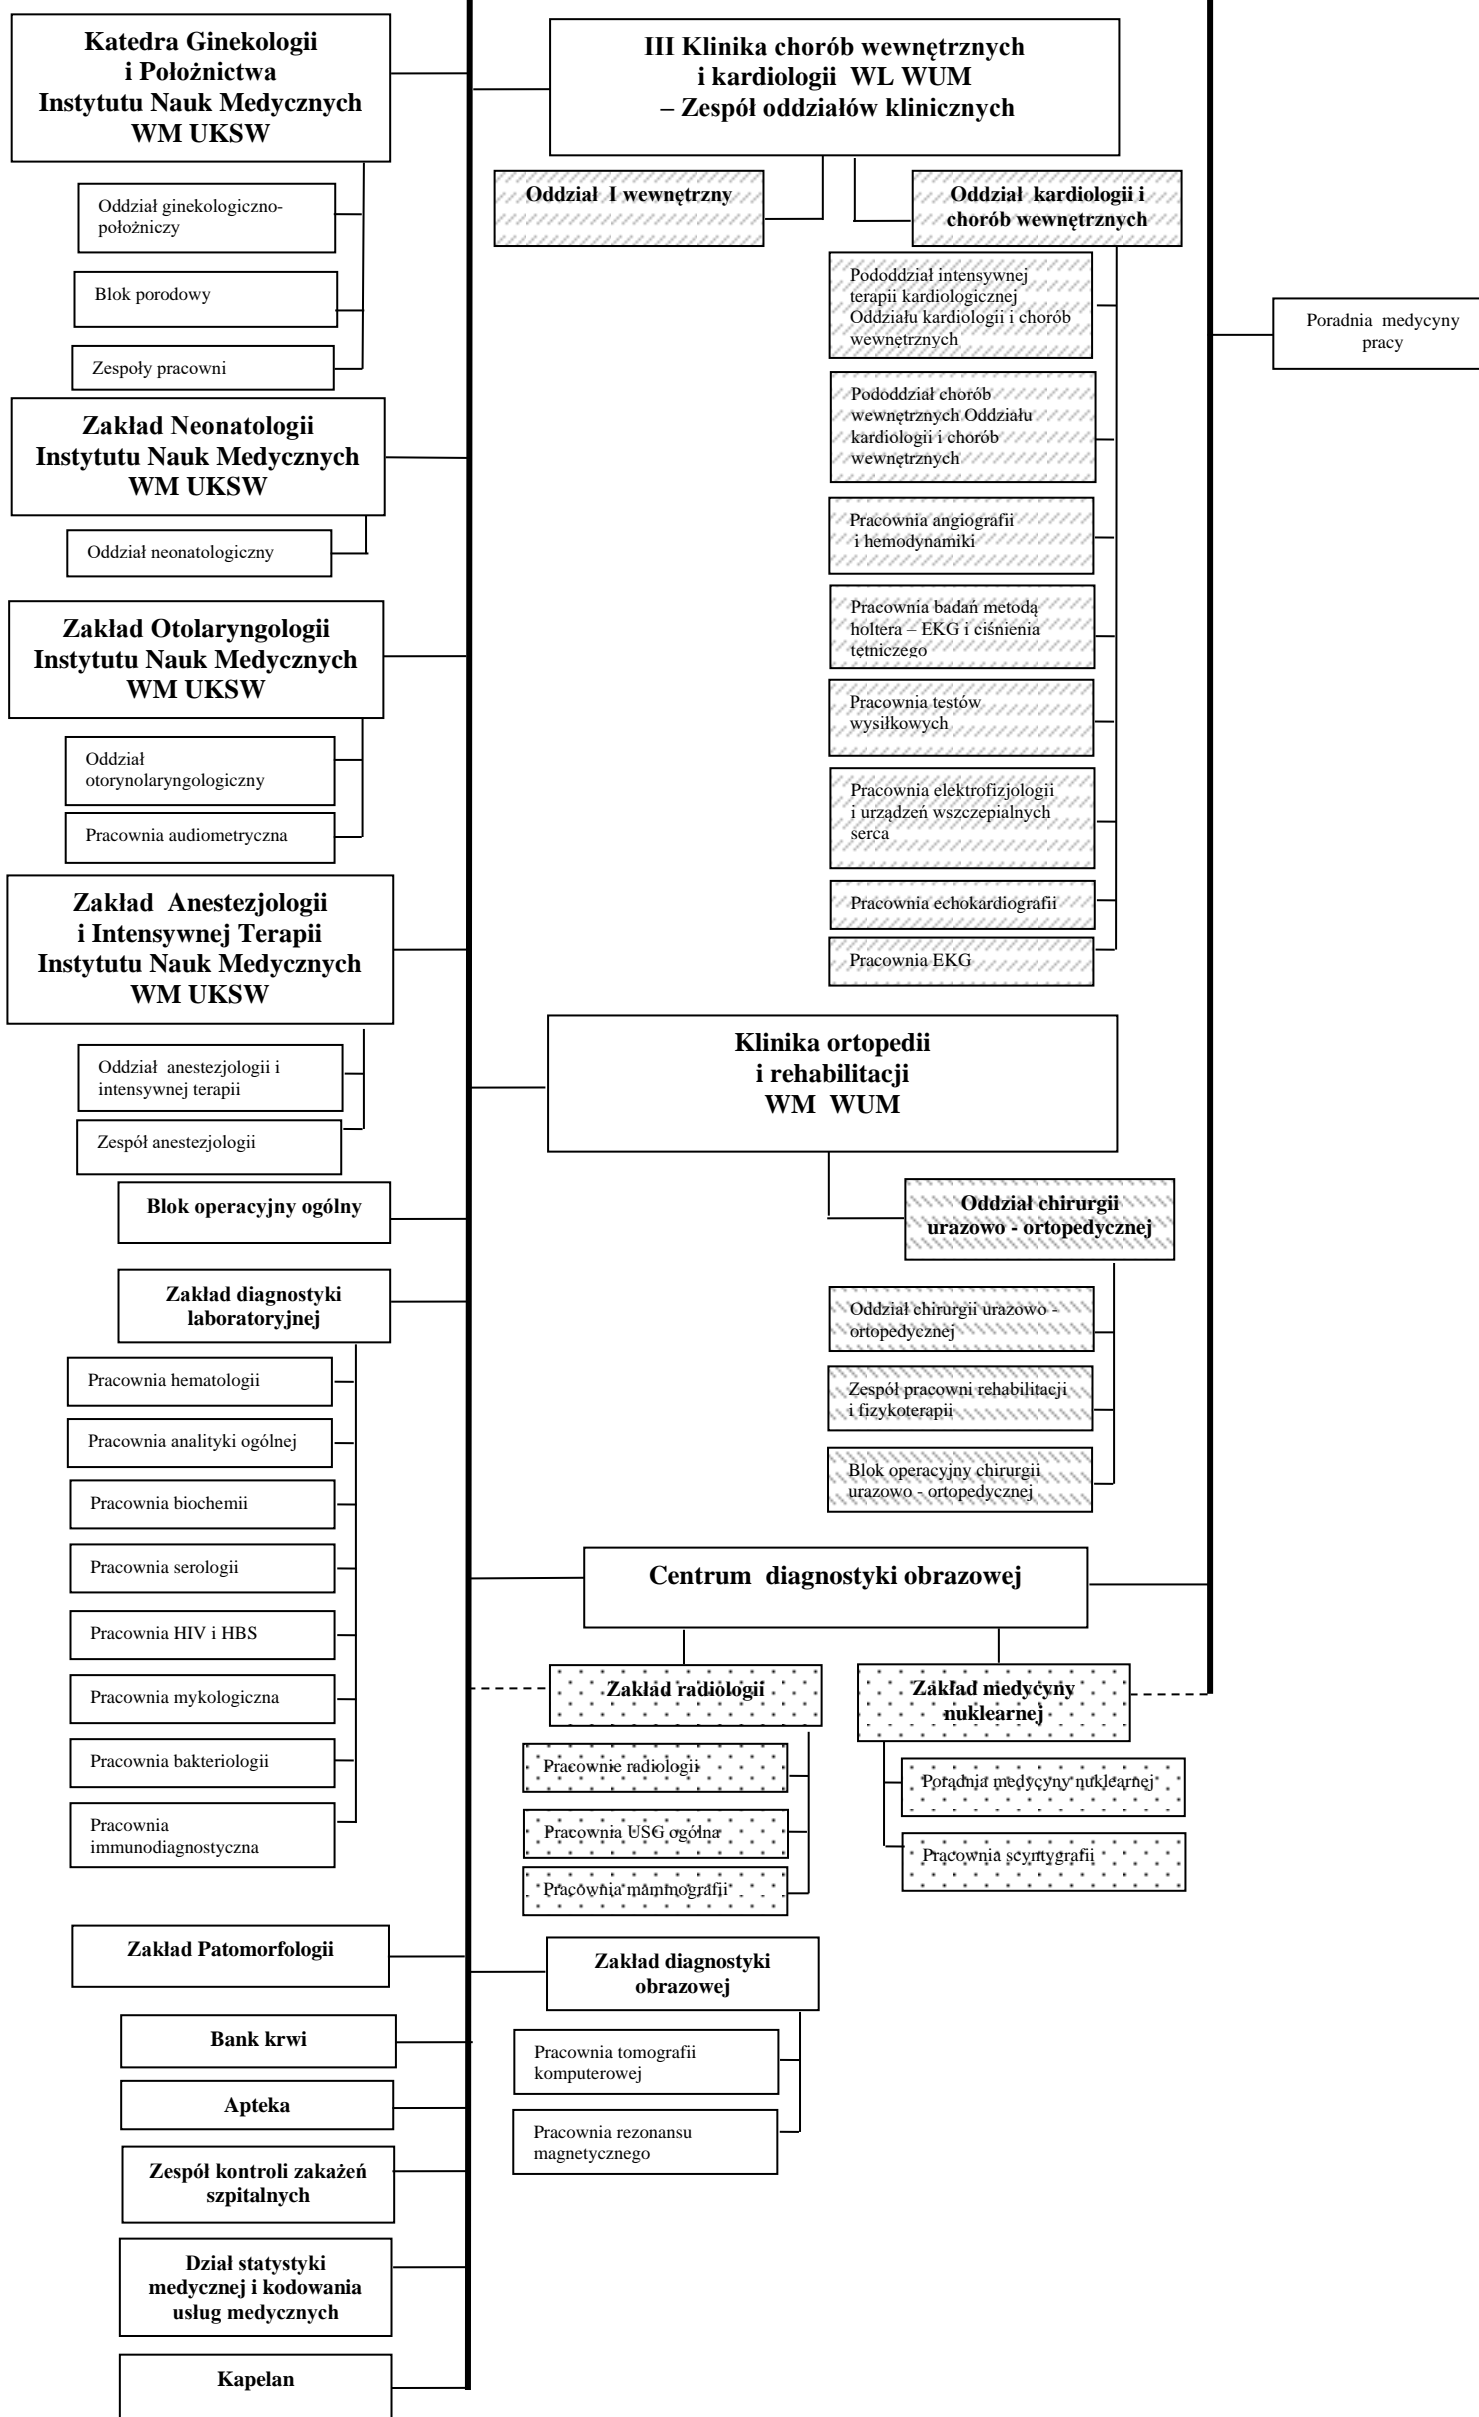 Katedra Ginekologii
i Położnictwa
Instytutu Nauk Medycznych
WM UKSW
Oddział ginekologiczno-
położniczy
Blok porodowy
Zespoły pracowni
Zakład Neonatologii
Instytutu Nauk Medycznych
WM UKSW
Oddział neonatologiczny
Zakład Otolaryngologii
Instytutu Nauk Medycznych
WM UKSW
Oddział
otorynolaryngologiczny
Pracownia audiometryczna
Zakład Anestezjologii
i Intensywnej Terapii
Instytutu Nauk Medycznych
WM UKSW
Oddział anestezjologii i
intensywnej terapii
Zespół anestezjologii
Blok operacyjny ogólny
Zakład diagnostyki
laboratoryjnej
Pracownia hematologii
Pracownia analityki ogólnej
Pracownia biochemii
Pracownia serologii
Pracownia HIV i HBS
Pracownia mykologiczna
Pracownia bakteriologii
Pracownia
immunodiagnostyczna
Zakład Patomorfologii
Bank krwi
Apteka
Zespół kontroli zakażeń
szpitalnych
Dział statystyki
medycznej i kodowania
usług medycznych
Kapelan
III Klinika chorób wewnętrznych
i kardiologii WL WUM
– Zespół oddziałów klinicznych
Oddział I wewnętrzny
Oddział kardiologii i
chorób wewnętrznych
Pododdział intensywnej
terapii kardiologicznej
Oddziału kardiologii i chorób
wewnętrznych
Pododdział chorób
wewnętrznych Oddziału
kardiologii i chorób
wewnętrznych
Pracownia angiografii
i hemodynamiki
Pracownia badań metodą
holtera – EKG i ciśnienia
tętniczego
Pracownia testów
wysiłkowych
Pracownia elektrofizjologii
i urządzeń wszczepialnych
serca
Pracownia echokardiografii
Pracownia EKG
Klinika ortopedii
i rehabilitacji
WM WUM
Oddział chirurgii
urazowo - ortopedycznej
Oddział chirurgii urazowo -
ortopedycznej
Zespół pracowni rehabilitacji
i fizykoterapii
Blok operacyjny chirurgii
urazowo - ortopedycznej
Centrum diagnostyki obrazowej
Zakład radiologii
Pracownie radiologii
Pracownia USG ogólna
Pracownia mammografii
Zakład medycyny
nuklearnej
Poradnia medycyny nuklearnej
Pracownia scyntygrafii
Zakład diagnostyki
obrazowej
Pracownia tomografii
komputerowej
Pracownia rezonansu
magnetycznego
Poradnia medycyny
pracy